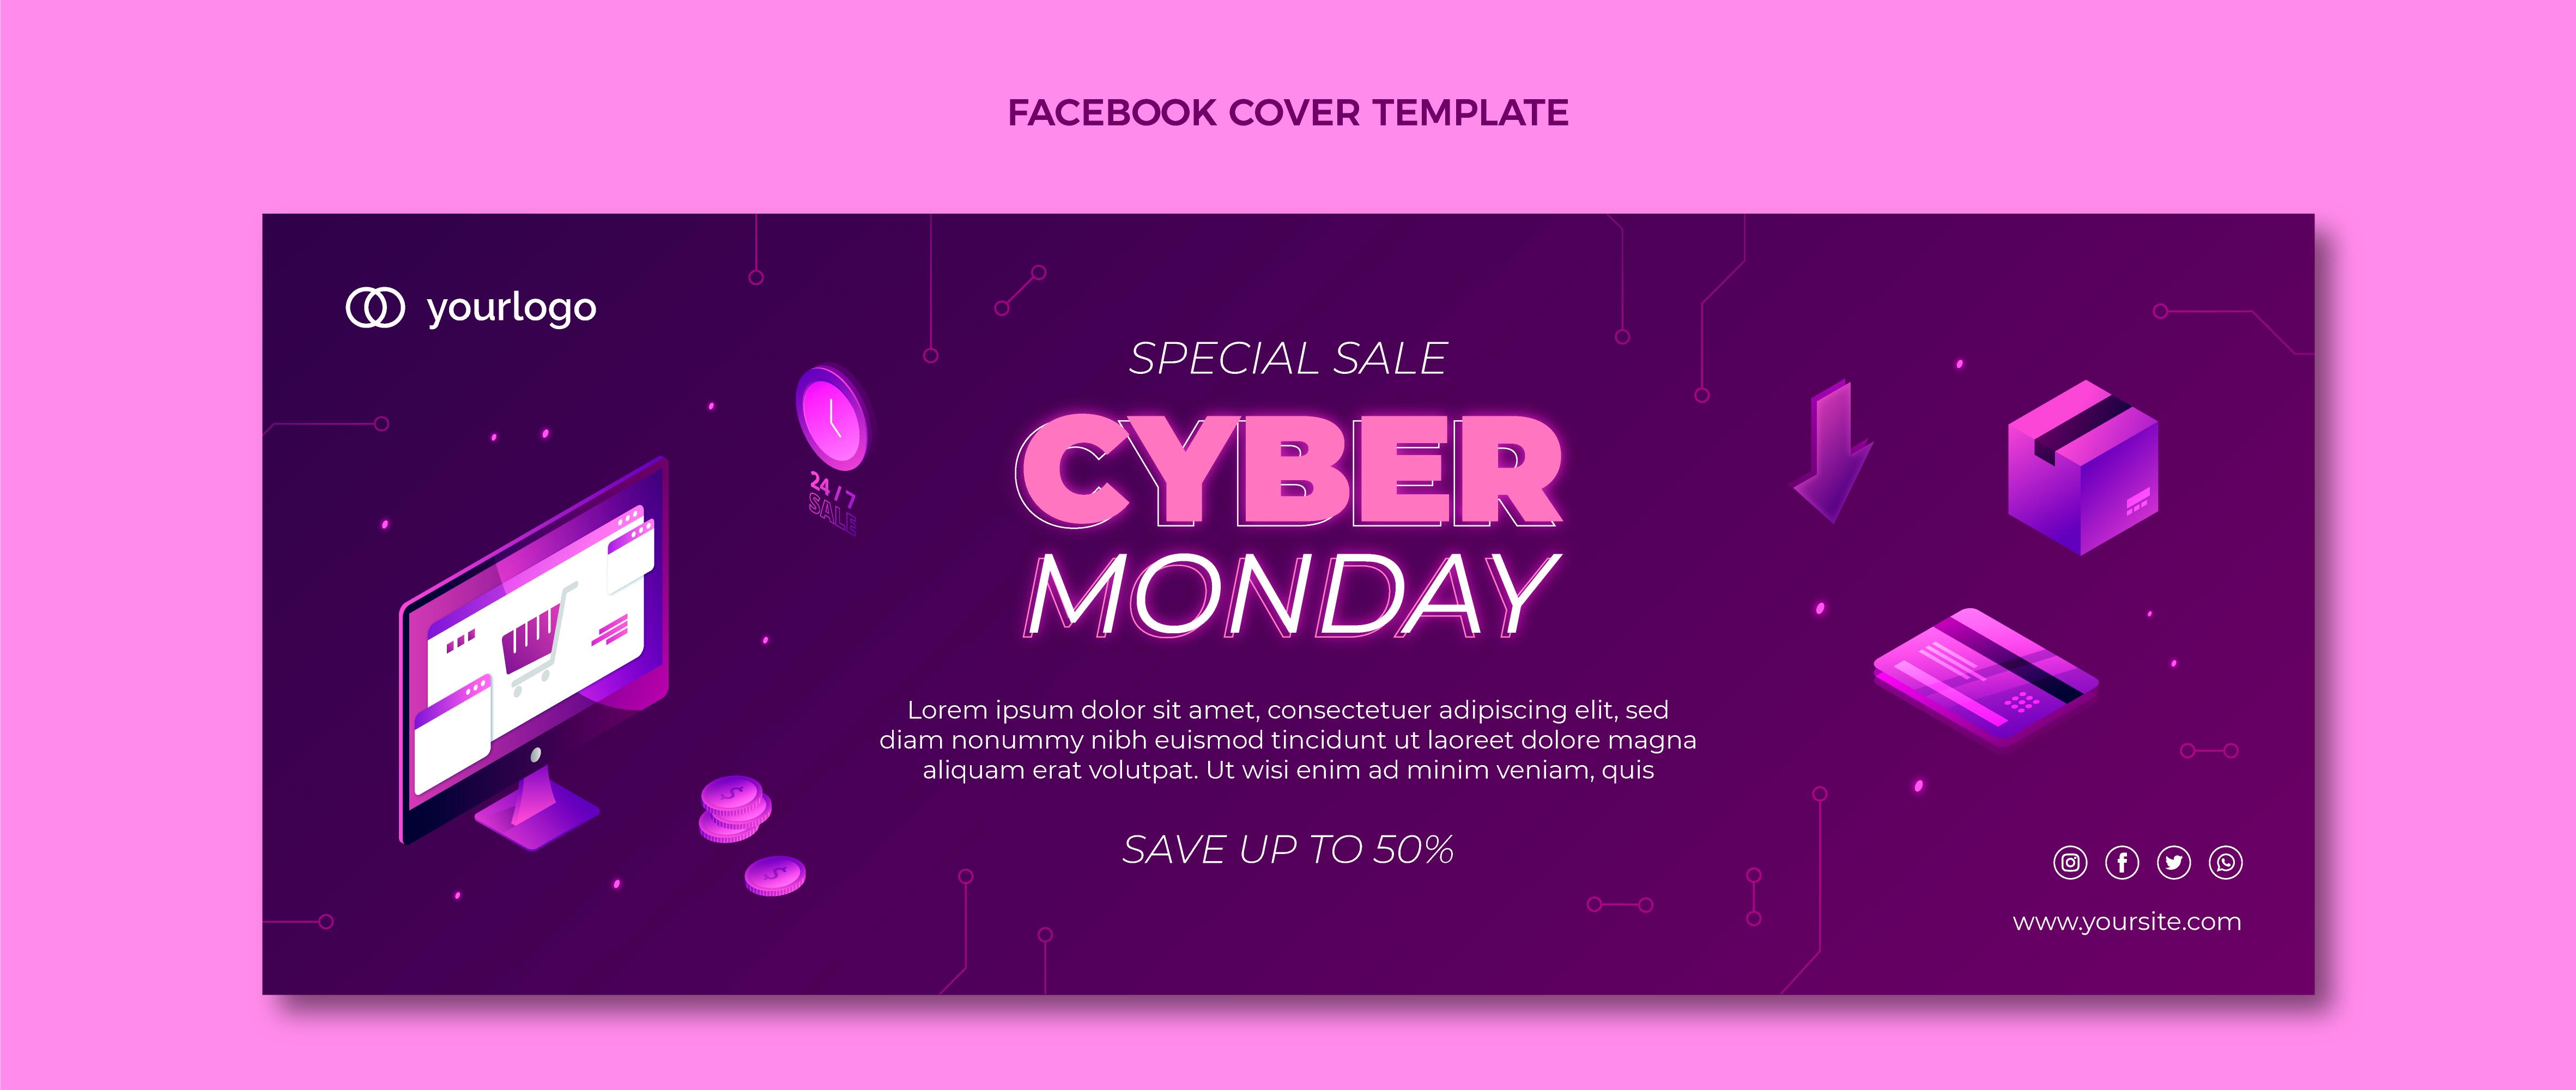 FACEBOOK COVER TEMPLATE
yourlogo
SPECIAL SALE
CYBER
MONDAY
24/7
SALE
Lorem ipsum dolor sit amet, consectetuer adipiscing elit, sed
diam nonummy nibh euismod tincidunt ut laoreet dolore magna
aliquam erat volutpat. Ut wisi enim ad minim veniam, quis
SAVE UP TO 50%
www.yoursite.com